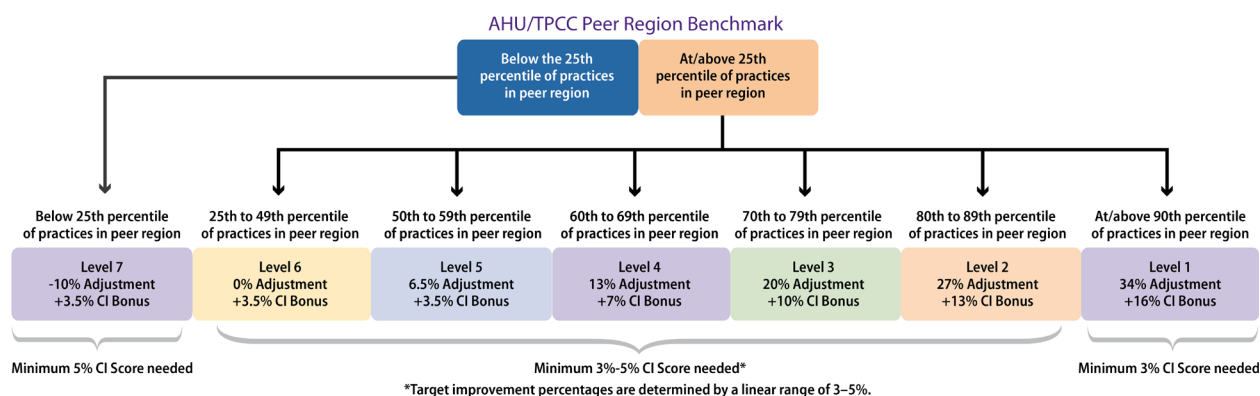 AHU/TPCC Peer Region Benchmark
Below the 25th
percentile of practices
in peer region
At/above 25th
percentile of practices
in peer region
Below 25th percentile
of practices in peer region
Level 7
-10% Adjustment
+3.5% CI Bonus
25th to 49th percentile
of practices in peer region
Level 6
0% Adjustment
+3.5% CI Bonus
50th to 59th percentile
of practices in peer region
Level 5
6.5% Adjustment
+3.5% CI Bonus
60th to 69th percentile
of practices in peer region
Level 4
13% Adjustment
+7% CI Bonus
70th to 79th percentile
of practices in peer region
Level 3
20% Adjustment
+10% CI Bonus
80th to 89th percentile
of practices in peer region
Level 2
27% Adjustment
+13% CI Bonus
At/above 90th percentile
of practices in peer region
Level 1
34% Adjustment
+16% CI Bonus
Minimum 5% CI Score needed
Minimum 3%-5% CI Score needed*
Minimum 3% CI Score needed
*Target improvement percentages are determined by a linear range of 3–5%.